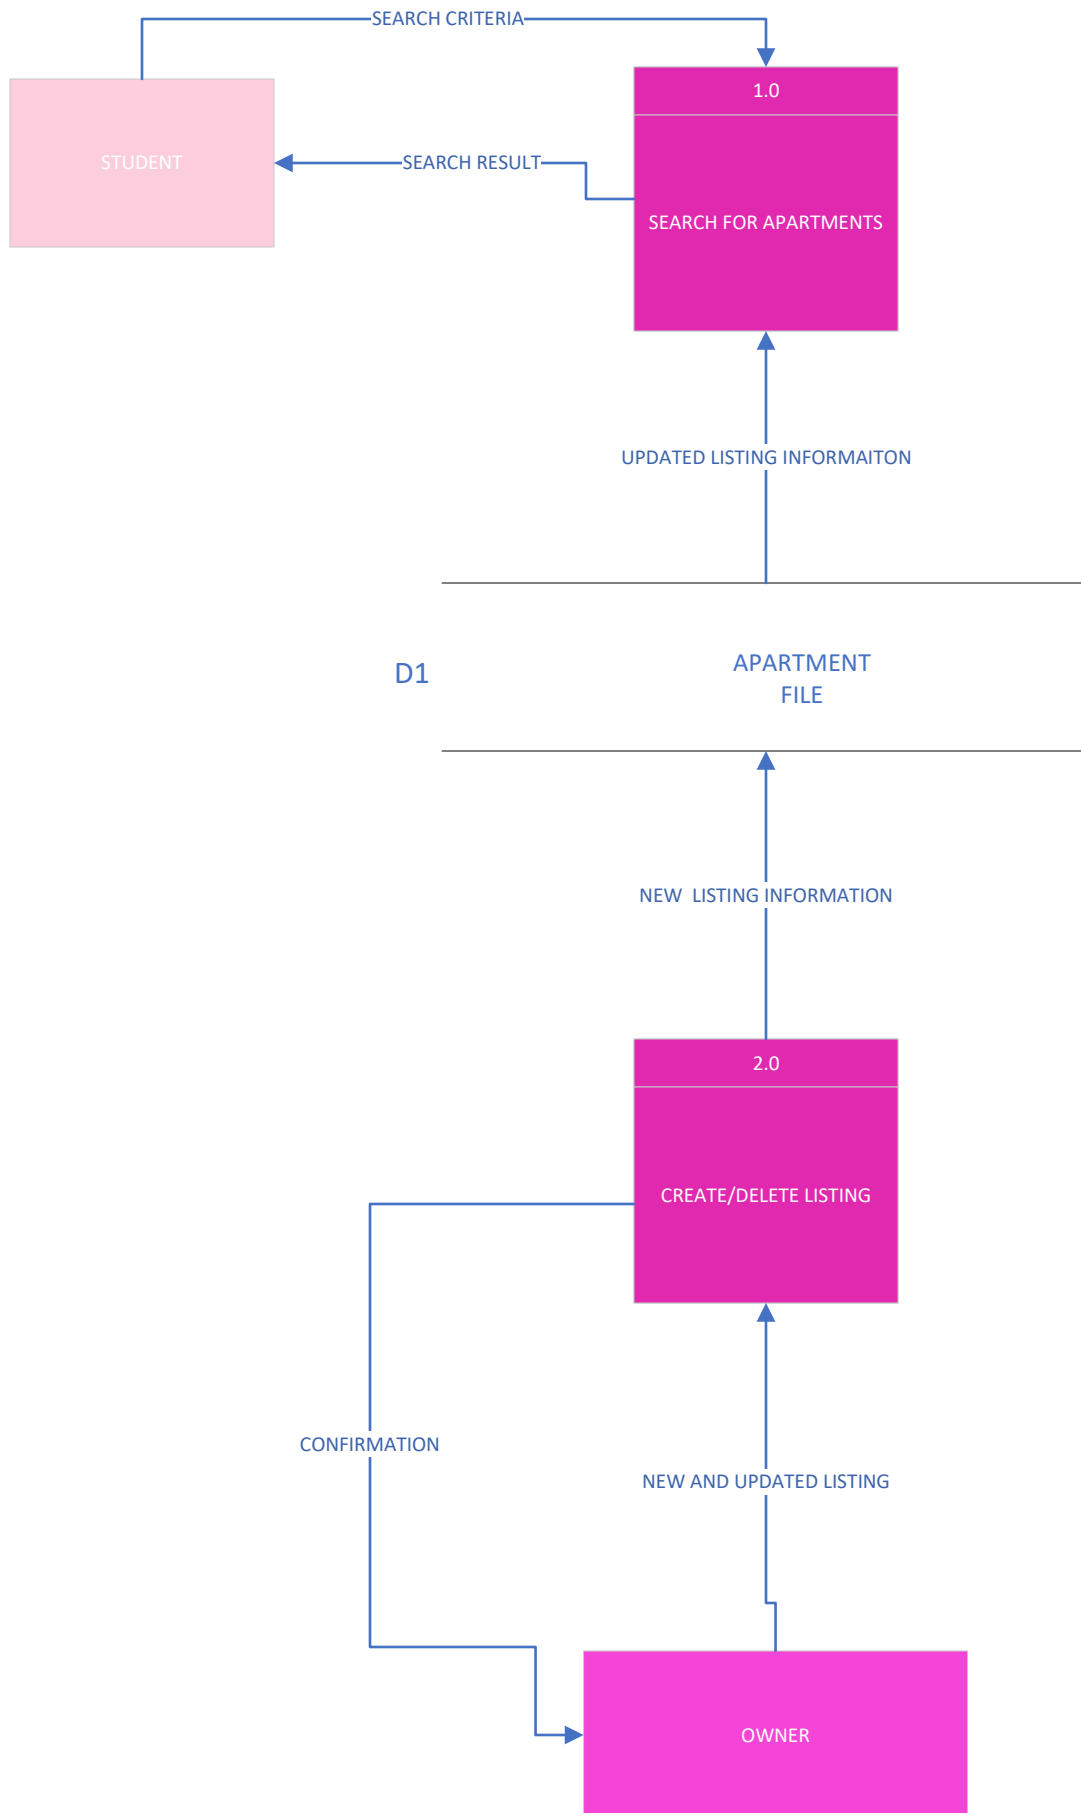 SEARCH CRITERIA
1.0
STUDENT
SEARCH RESULT
SEARCH FOR APARTMENTS
UPDATED LISTING INFORMAITON
D1
APARTMENT
FILE
NEW LISTING INFORMATION
2.0
CREATE/DELETE LISTING
CONFIRMATION
NEW AND UPDATED LISTING
OWNER